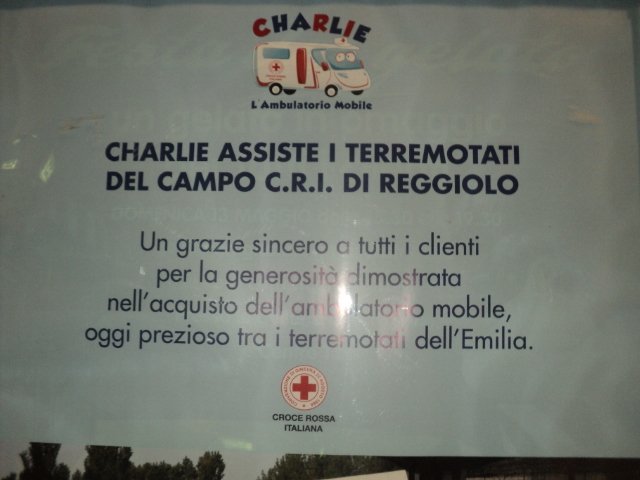 CHARLIE
L'Ambulatorio Mobile
CHARLIE ASSISTE I TERREMOTATI
DEL CAMPO C.R.I. DI REGGIOLO
Un grazie sincero a tutti i clienti
per la generosità dimostrata
nell'acquisto dell'ambulatorio mobile,
oggi prezioso tra i terremotati dell'Emilia.
CROCE ROSSA
ITALIANA